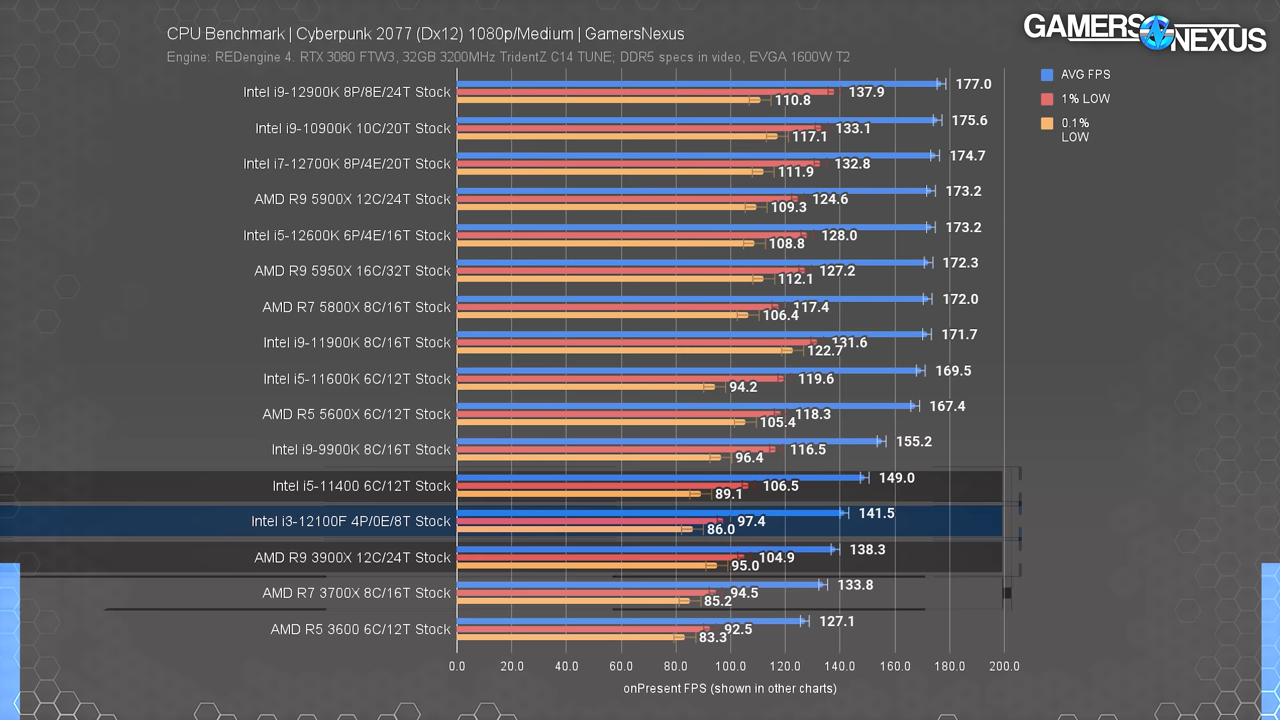 CPU Benchmark | Cyberpunk 2077 (Dx12) 1080p/Medium | GamersNexus
GAMERS NEXUS
Engine: REDengine 4. RTX 3080 FTW3, 32GB 3200MHz TridentZ C14 TUNE; DDR5 specs in video, EVGA 1600W T2
AVG FPS
1% LOW
0.1%
LOW
Intel i9-12900K 8P/8E/24T Stock
177.0
137.9
110.8
Intel i9-10900K 10C/20T Stock
175.6
133.1
117.1
Intel i7-12700K 8P/4E/20T Stock
174.7
132.8
111.9
AMD R9 5900X 12C/24T Stock
173.2
124.6
109.3
Intel i5-12600K 6P/4E/16T Stock
173.2
128.0
108.8
AMD R9 5950X 16C/32T Stock
172.3
127.2
112.1
AMD R7 5800X 8C/16T Stock
172.0
117.4
106.4
Intel i9-11900K 8C/16T Stock
171.7
131.6
122.7
Intel i5-11600K 6C/12T Stock
169.5
119.6
94.2
AMD R5 5600X 6C/12T Stock
167.4
118.3
105.4
Intel i9-9900K 8C/16T Stock
155.2
116.5
96.4
Intel i5-11400 6C/12T Stock
149.0
106.5
89.1
Intel i3-12100F 4P/0E/8T Stock
141.5
97.4
86.0
AMD R9 3900X 12C/24T Stock
138.3
104.9
95.0
AMD R7 3700X 8C/16T Stock
133.8
94.5
85.2
AMD R5 3600 6C/12T Stock
127.1
92.5
83.3
0.0 20.0 40.0 60.0 80.0 100.0 120.0 140.0 160.0 180.0 200.0
onPresent FPS (shown in other charts)